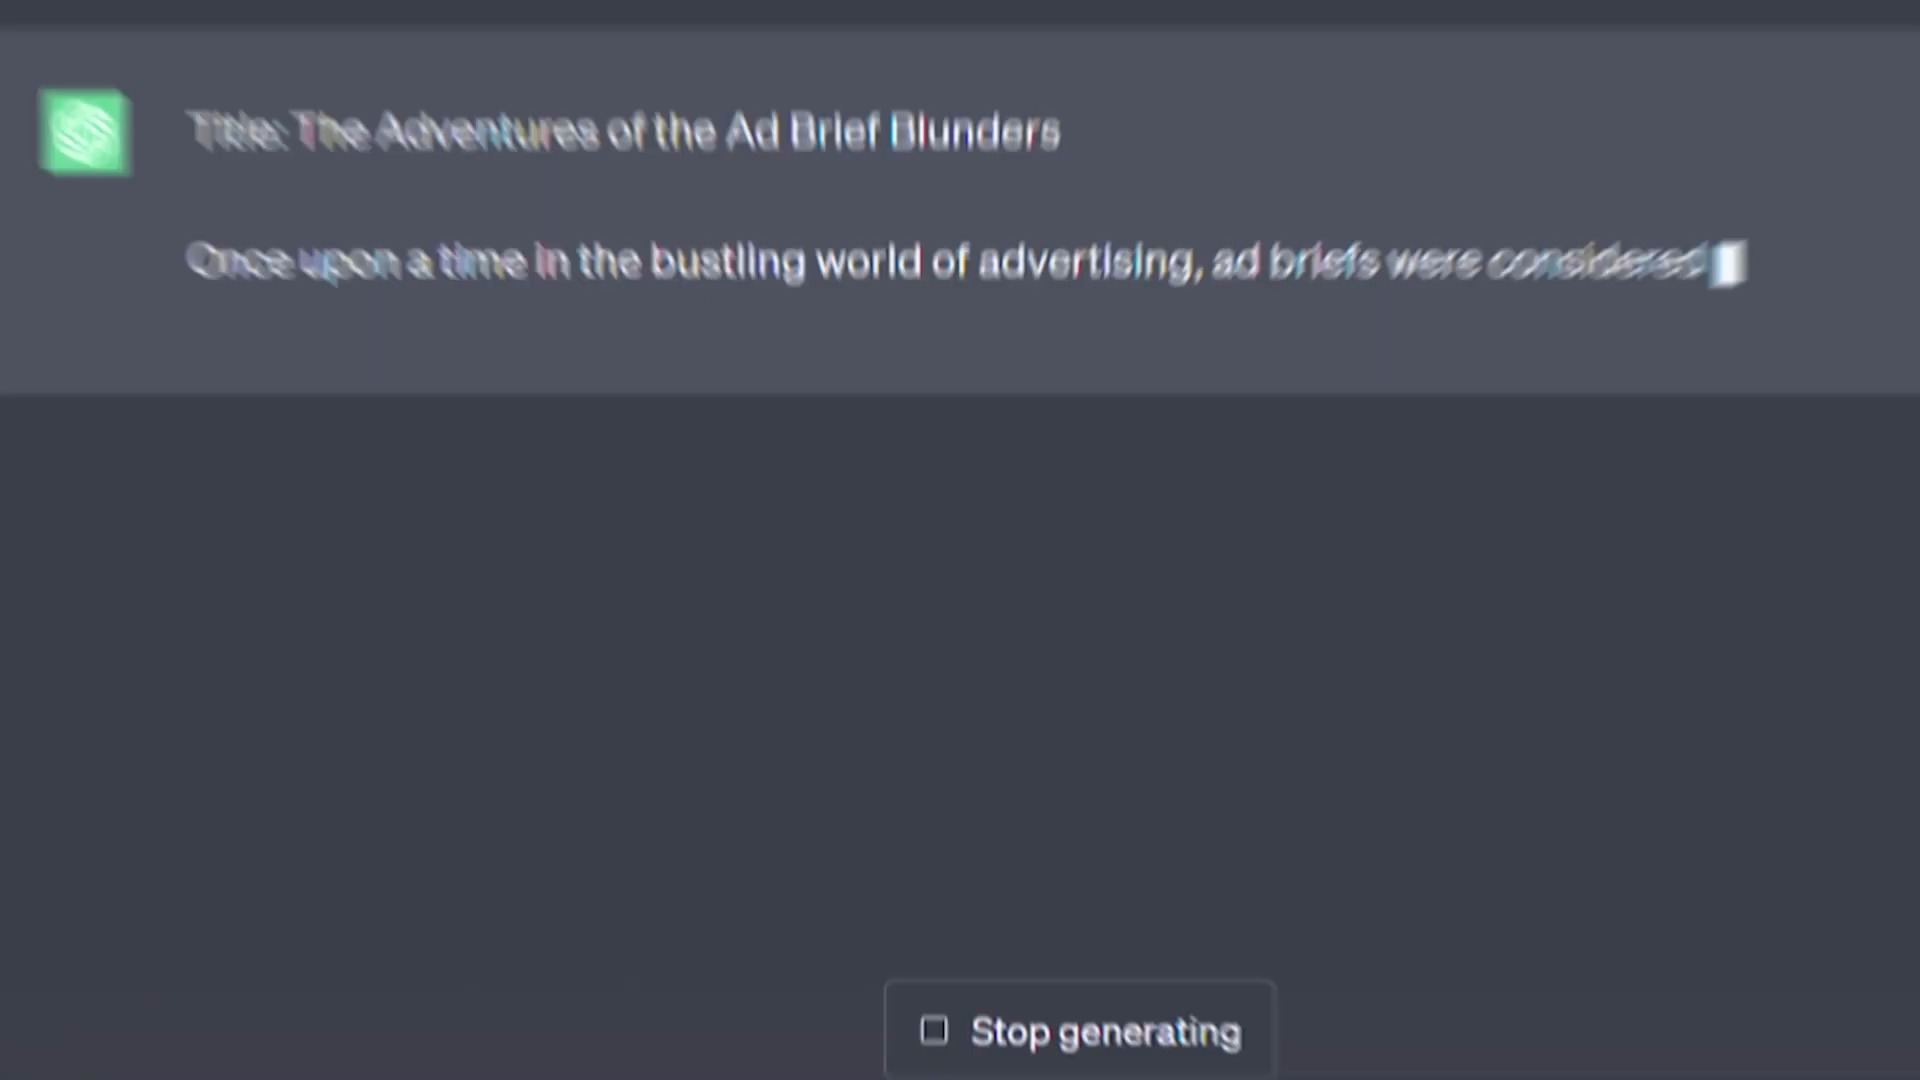 Title: The Adventures of the Ad Brief Blunders
Once upon a time in the bustling world of advertising, ad briefs were considered
Stop generating